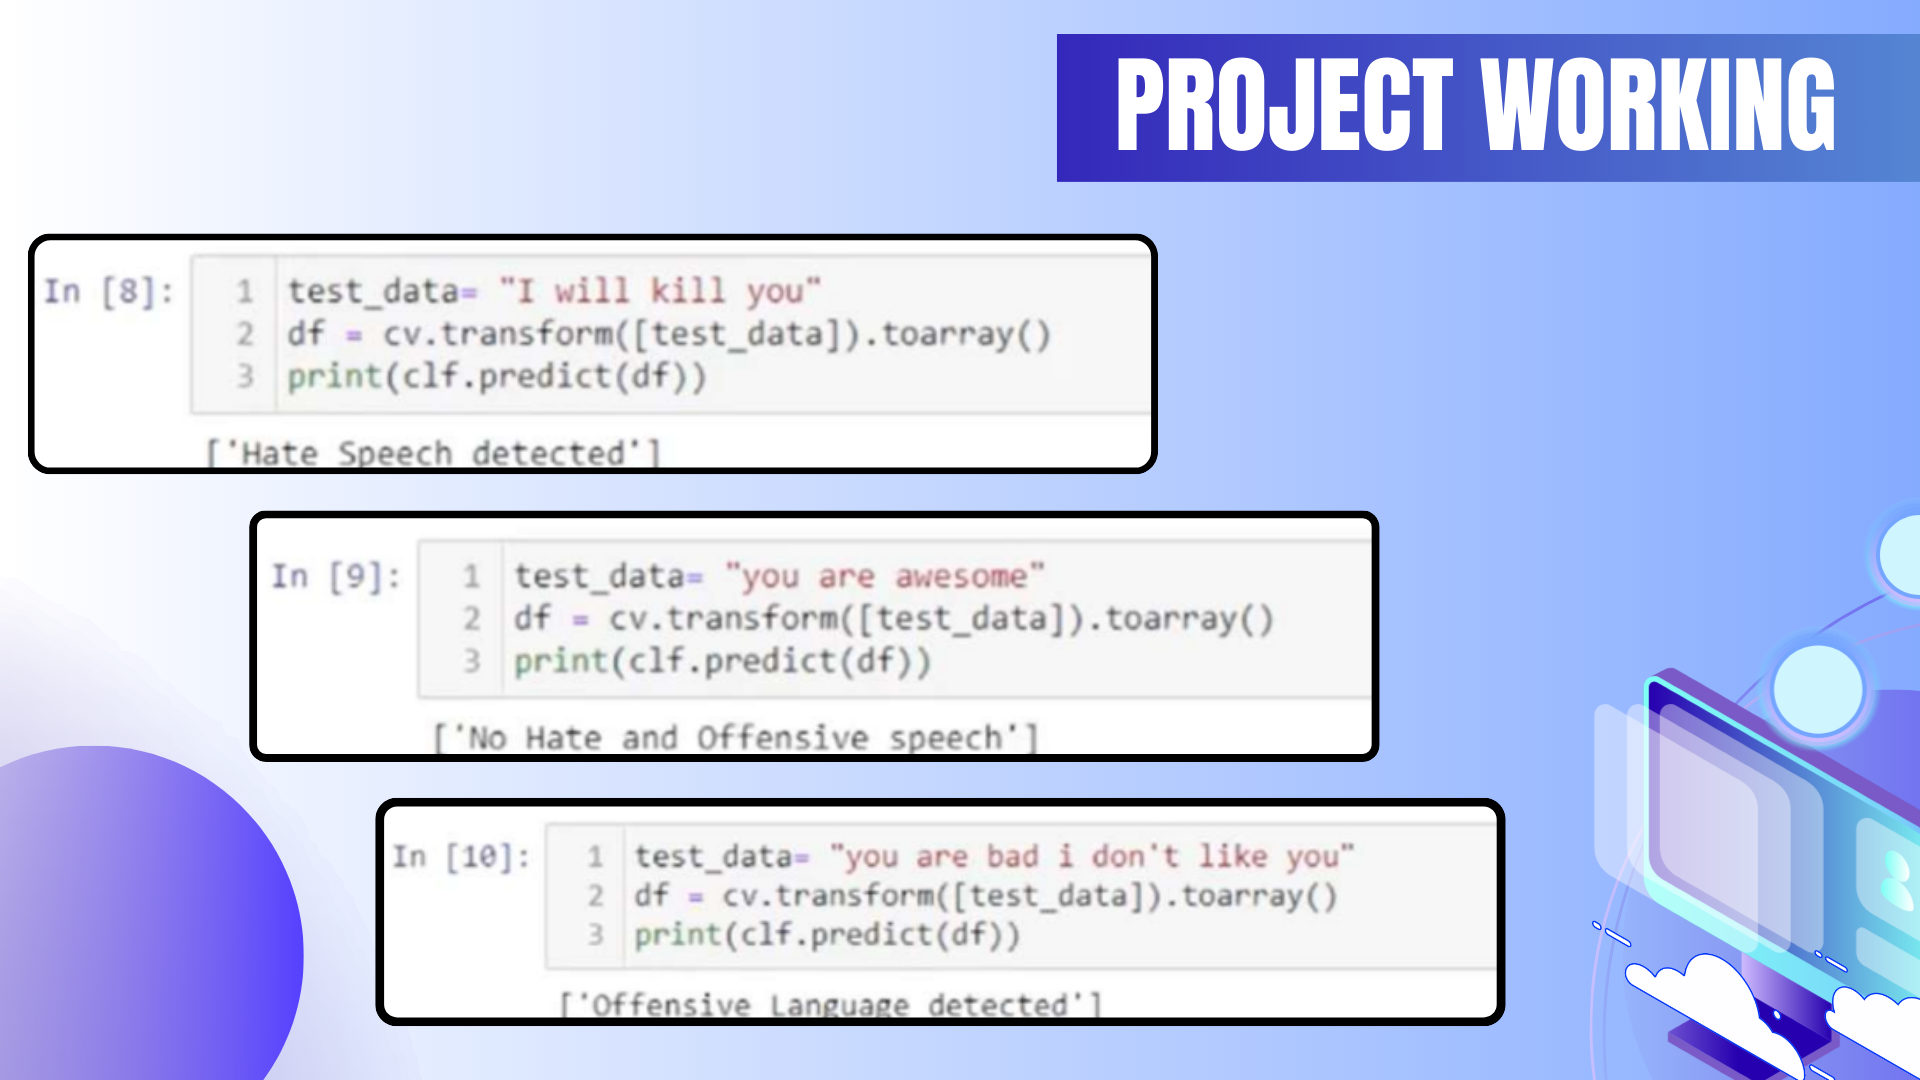 PROJECT WORKING
In [8]:
1 test_data= "I will kill you"
2 df = cv.transform([test_data]).toarray()
3 print(clf.predict(df))
['Hate Speech detected']
In [9]:
1 test_data= "you are awesome"
2 df = cv.transform([test_data]).toarray()
3 print(clf.predict(df))
['No Hate and Offensive speech']
In [10]:
1 test_data= "you are bad i don't like you"
2 df = cv.transform([test_data]).toarray()
3 print(clf.predict(df))
['Offensive Language detected']